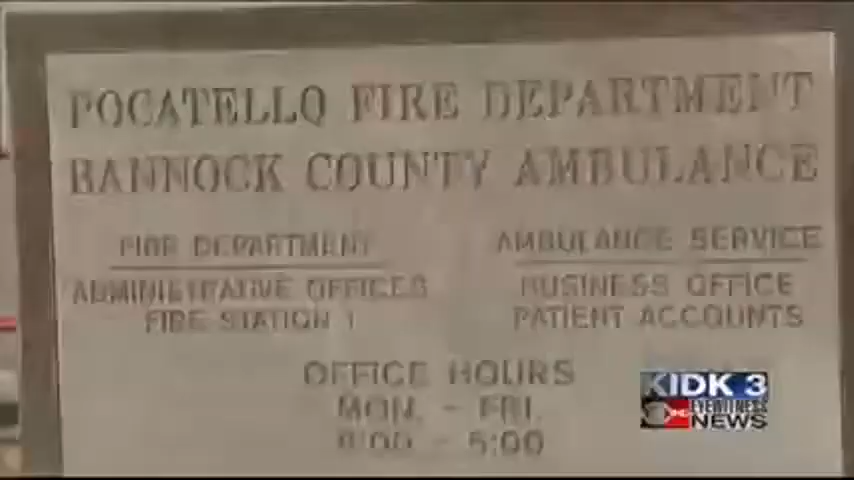 POCATELLO FIRE DEPARTMENT
BANNOCK COUNTY AMBULANCE
FIRE DEPARTMENT
ADMINISTRATIVE OFFICES
FIRE STATION 1
AMBULANCE SERVICE
BUSINESS OFFICE
PATIENT ACCOUNTS
OFFICE HOURS
MON. - FRI.
8:00 - 5:00
KIDK 3
EYEWITNESS
NEWS